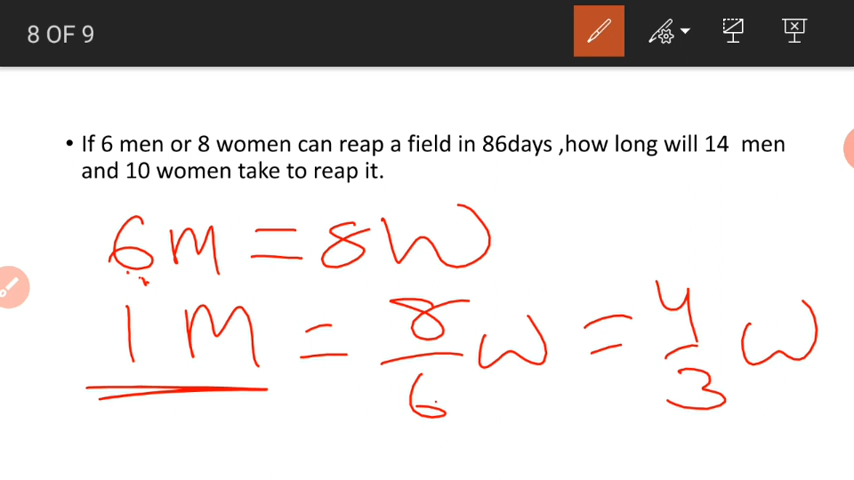 8 OF 9
• If 6 men or 8 women can reap a field in 86days ,how long will 14 men
and 10 women take to reap it.
6m = 8W
1 M = 8/6 W = 4/3 W